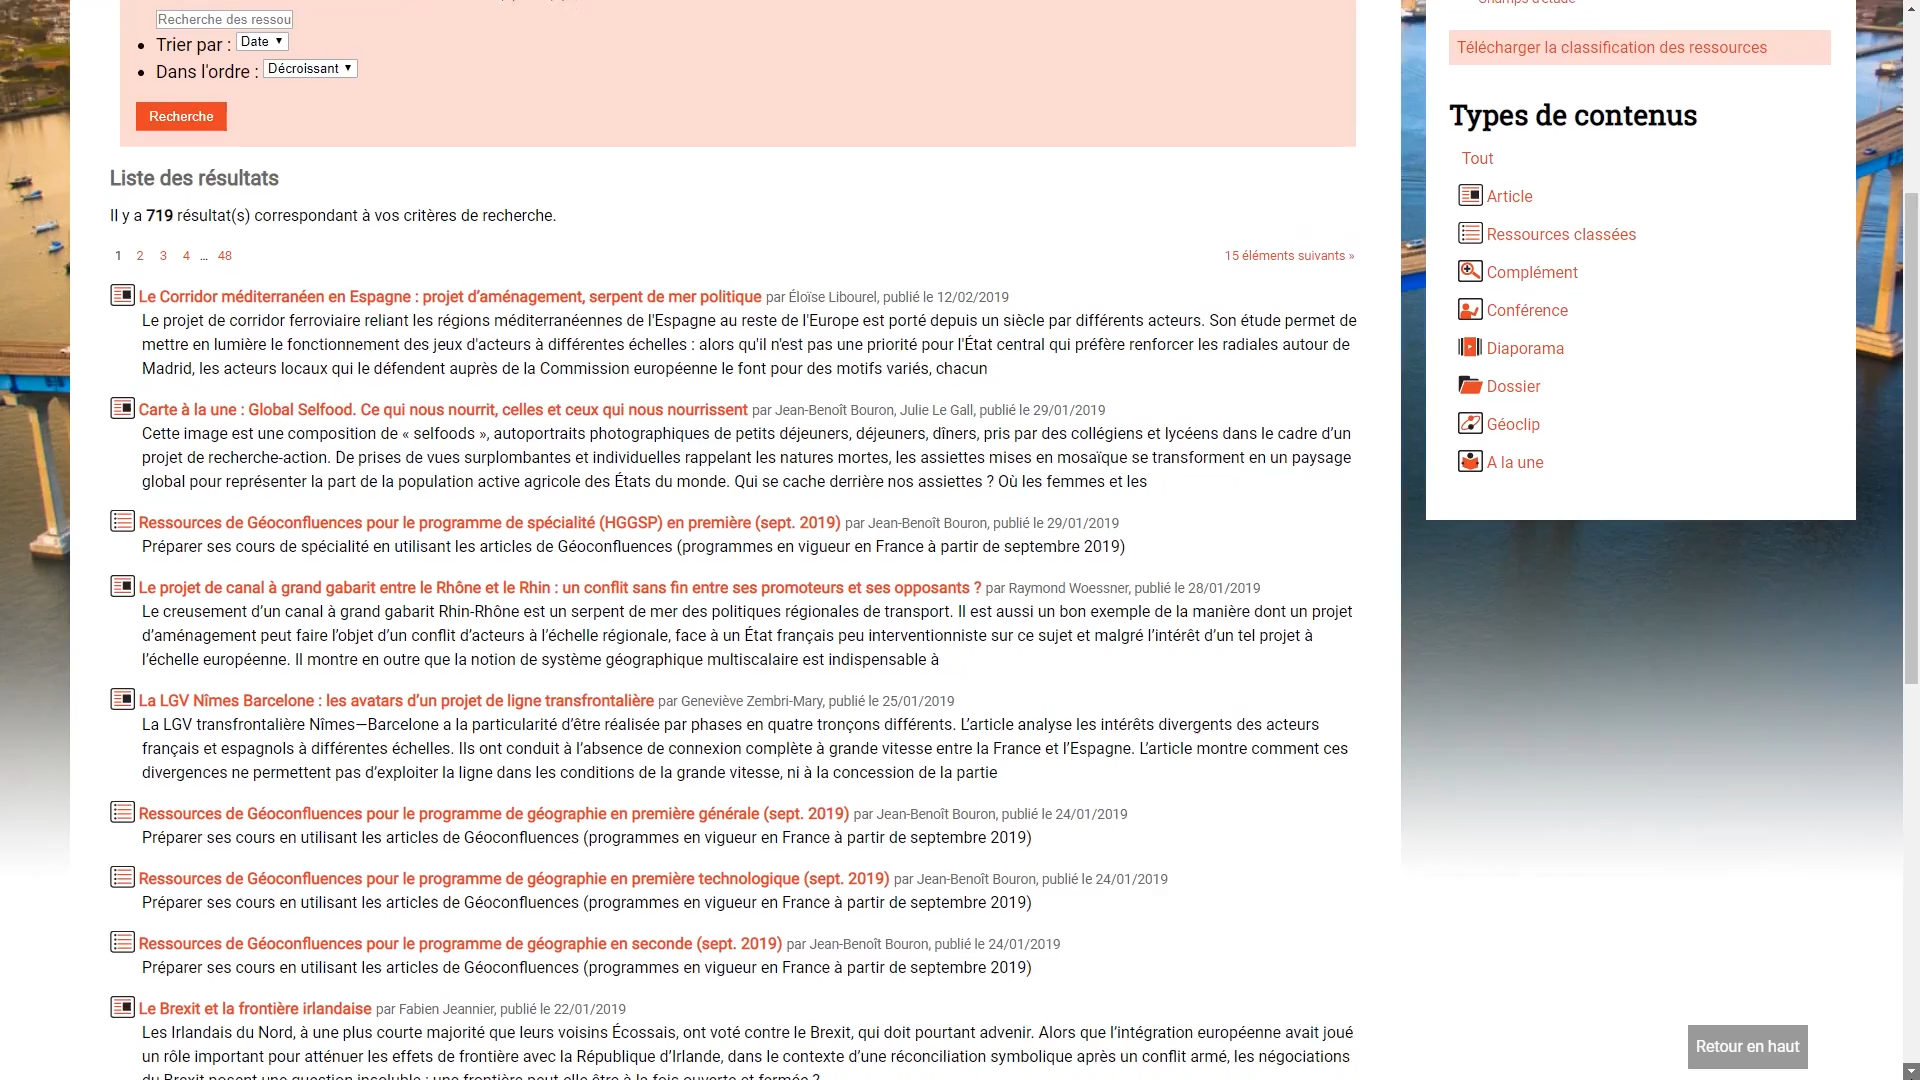 Recherche des ressou
Trier par : Date
Dans l'ordre : Décroissant
Recherche
Liste des résultats
Il y a 719 résultat(s) correspondant à vos critères de recherche.
1 2 3 4 ... 48 15 éléments suivants »
Le Corridor méditerranéen en Espagne : projet d’aménagement, serpent de mer politique par Éloïse Libourel, publié le 12/02/2019
Le projet de corridor ferroviaire reliant les régions méditerranéennes de l'Espagne au reste de l'Europe est porté depuis un siècle par différents acteurs. Son étude permet de
mettre en lumière le fonctionnement des jeux d'acteurs à différentes échelles : alors qu'il n'est pas une priorité pour l'État central qui préfère renforcer les radiales autour de
Madrid, les acteurs locaux qui le défendent auprès de la Commission européenne le font pour des motifs variés, chacun
Carte à la une : Global Selfood. Ce qui nous nourrit, celles et ceux qui nous nourrissent par Jean-Benoît Bouron, Julie Le Gall, publié le 29/01/2019
Cette image est une composition de « selfoods », autoportraits photographiques de petits déjeuners, déjeuners, dîners, pris par des collégiens et lycéens dans le cadre d’un
projet de recherche-action. De prises de vues surplombantes et individuelles rappelant les natures mortes, les assiettes mises en mosaïque se transforment en un paysage
global pour représenter la part de la population active agricole des États du monde. Qui se cache derrière nos assiettes ? Où les femmes et les
Ressources de Géoconfluences pour le programme de spécialité (HGGSP) en première (sept. 2019) par Jean-Benoît Bouron, publié le 29/01/2019
Préparer ses cours de spécialité en utilisant les articles de Géoconfluences (programmes en vigueur en France à partir de septembre 2019)
Le projet de canal à grand gabarit entre le Rhône et le Rhin : un conflit sans fin entre ses promoteurs et ses opposants ? par Raymond Woessner, publié le 28/01/2019
Le creusement d’un canal à grand gabarit Rhin-Rhône est un serpent de mer des politiques régionales de transport. Il est aussi un bon exemple de la manière dont un projet
d’aménagement peut faire l’objet d’un conflit d’acteurs à l’échelle régionale, face à un État français peu interventionniste sur ce sujet et malgré l’intérêt d’un tel projet à
l’échelle européenne. Il montre en outre que la notion de système géographique multiscalaire est indispensable à
La LGV Nîmes Barcelone : les avatars d’un projet de ligne transfrontalière par Geneviève Zembri-Mary, publié le 25/01/2019
La LGV transfrontalière Nîmes—Barcelone a la particularité d’être réalisée par phases en quatre tronçons différents. L’article analyse les intérêts divergents des acteurs
français et espagnols à différentes échelles. Ils ont conduit à l’absence de connexion complète à grande vitesse entre la France et l’Espagne. L’article montre comment ces
divergences ne permettent pas d’exploiter la ligne dans les conditions de la grande vitesse, ni à la concession de la partie
Ressources de Géoconfluences pour le programme de géographie en première générale (sept. 2019) par Jean-Benoît Bouron, publié le 24/01/2019
Préparer ses cours en utilisant les articles de Géoconfluences (programmes en vigueur en France à partir de septembre 2019)
Ressources de Géoconfluences pour le programme de géographie en première technologique (sept. 2019) par Jean-Benoît Bouron, publié le 24/01/2019
Préparer ses cours en utilisant les articles de Géoconfluences (programmes en vigueur en France à partir de septembre 2019)
Ressources de Géoconfluences pour le programme de géographie en seconde (sept. 2019) par Jean-Benoît Bouron, publié le 24/01/2019
Préparer ses cours en utilisant les articles de Géoconfluences (programmes en vigueur en France à partir de septembre 2019)
Le Brexit et la frontière irlandaise par Fabien Jeannier, publié le 22/01/2019
Les Irlandais du Nord, à une plus courte majorité que leurs voisins Écossais, ont voté contre le Brexit, qui doit pourtant advenir. Alors que l’intégration européenne avait joué
un rôle important pour atténuer les effets de frontière avec la République d’Irlande, dans le contexte d’une réconciliation symbolique après un conflit armé, les négociations
du Brexit posent une question insoluble : une frontière peut-elle être à la fois ouverte et fermée ?
Champs d'étude
Télécharger la classification des ressources
Types de contenus
Tout
Article
Ressources classées
Complément
Conférence
Diaporama
Dossier
Géoclip
A la une
Retour en haut